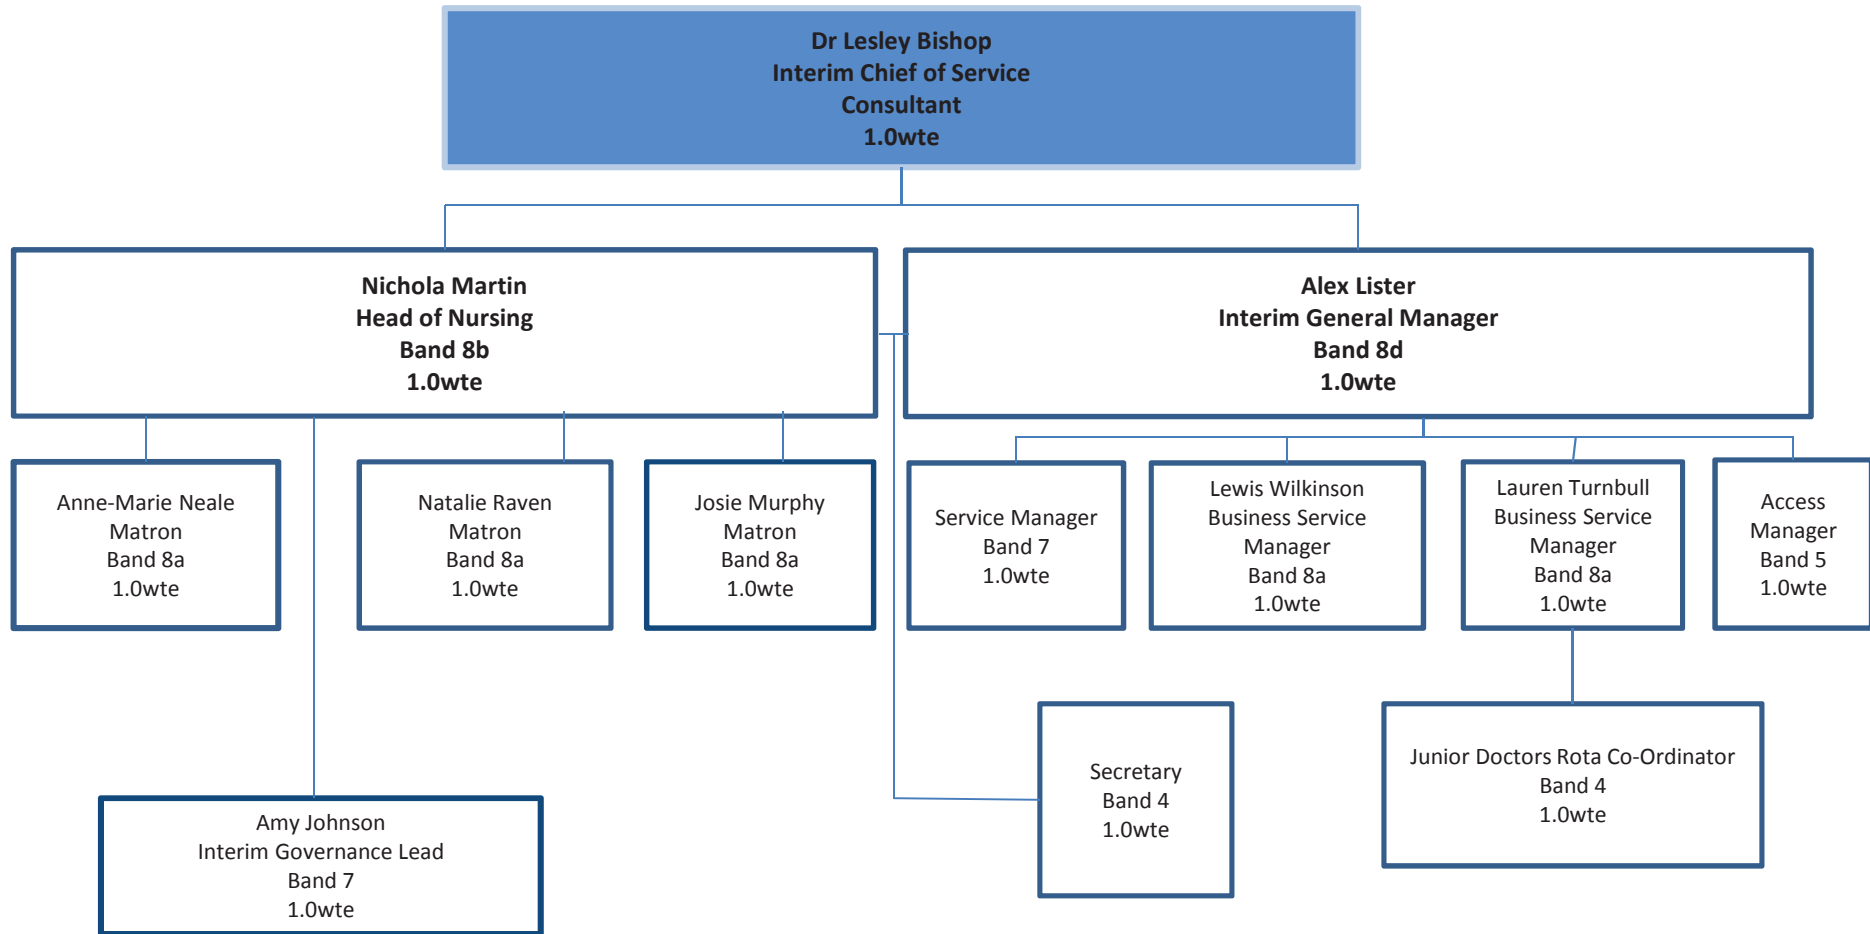 Dr Lesley Bishop
Interim Chief of Service
Consultant
1.0wte
Nichola Martin
Head of Nursing
Band 8b
1.0wte
Alex Lister
Interim General Manager
Band 8d
1.0wte
Anne-Marie Neale
Matron
Band 8a
1.0wte
Natalie Raven
Matron
Band 8a
1.0wte
Josie Murphy
Matron
Band 8a
1.0wte
Service Manager
Band 7
1.0wte
Lewis Wilkinson
Business Service
Manager
Band 8a
1.0wte
Lauren Turnbull
Business Service
Manager
Band 8a
1.0wte
Access
Manager
Band 5
1.0wte
Secretary
Band 4
1.0wte
Junior Doctors Rota Co-Ordinator
Band 4
1.0wte
Amy Johnson
Interim Governance Lead
Band 7
1.0wte